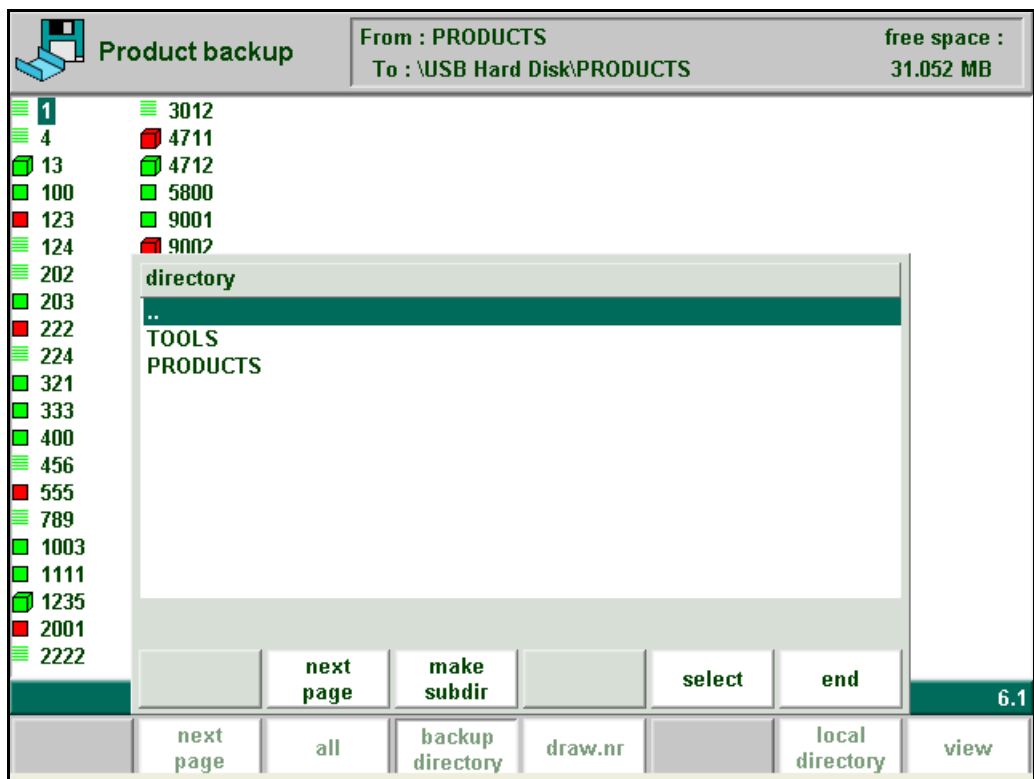 Product backup
From : PRODUCTS
To : \USB Hard Disk\PRODUCTS
free space :
31.052 MB
1
4
13
100
123
124
202
203
222
224
321
333
400
456
555
789
1003
1111
1235
2001
2222
3012
4711
4712
5800
9001
9002
directory
..
TOOLS
PRODUCTS
next
page
make
subdir
select
end
6.1
next
page
all
backup
directory
draw.nr
local
directory
view